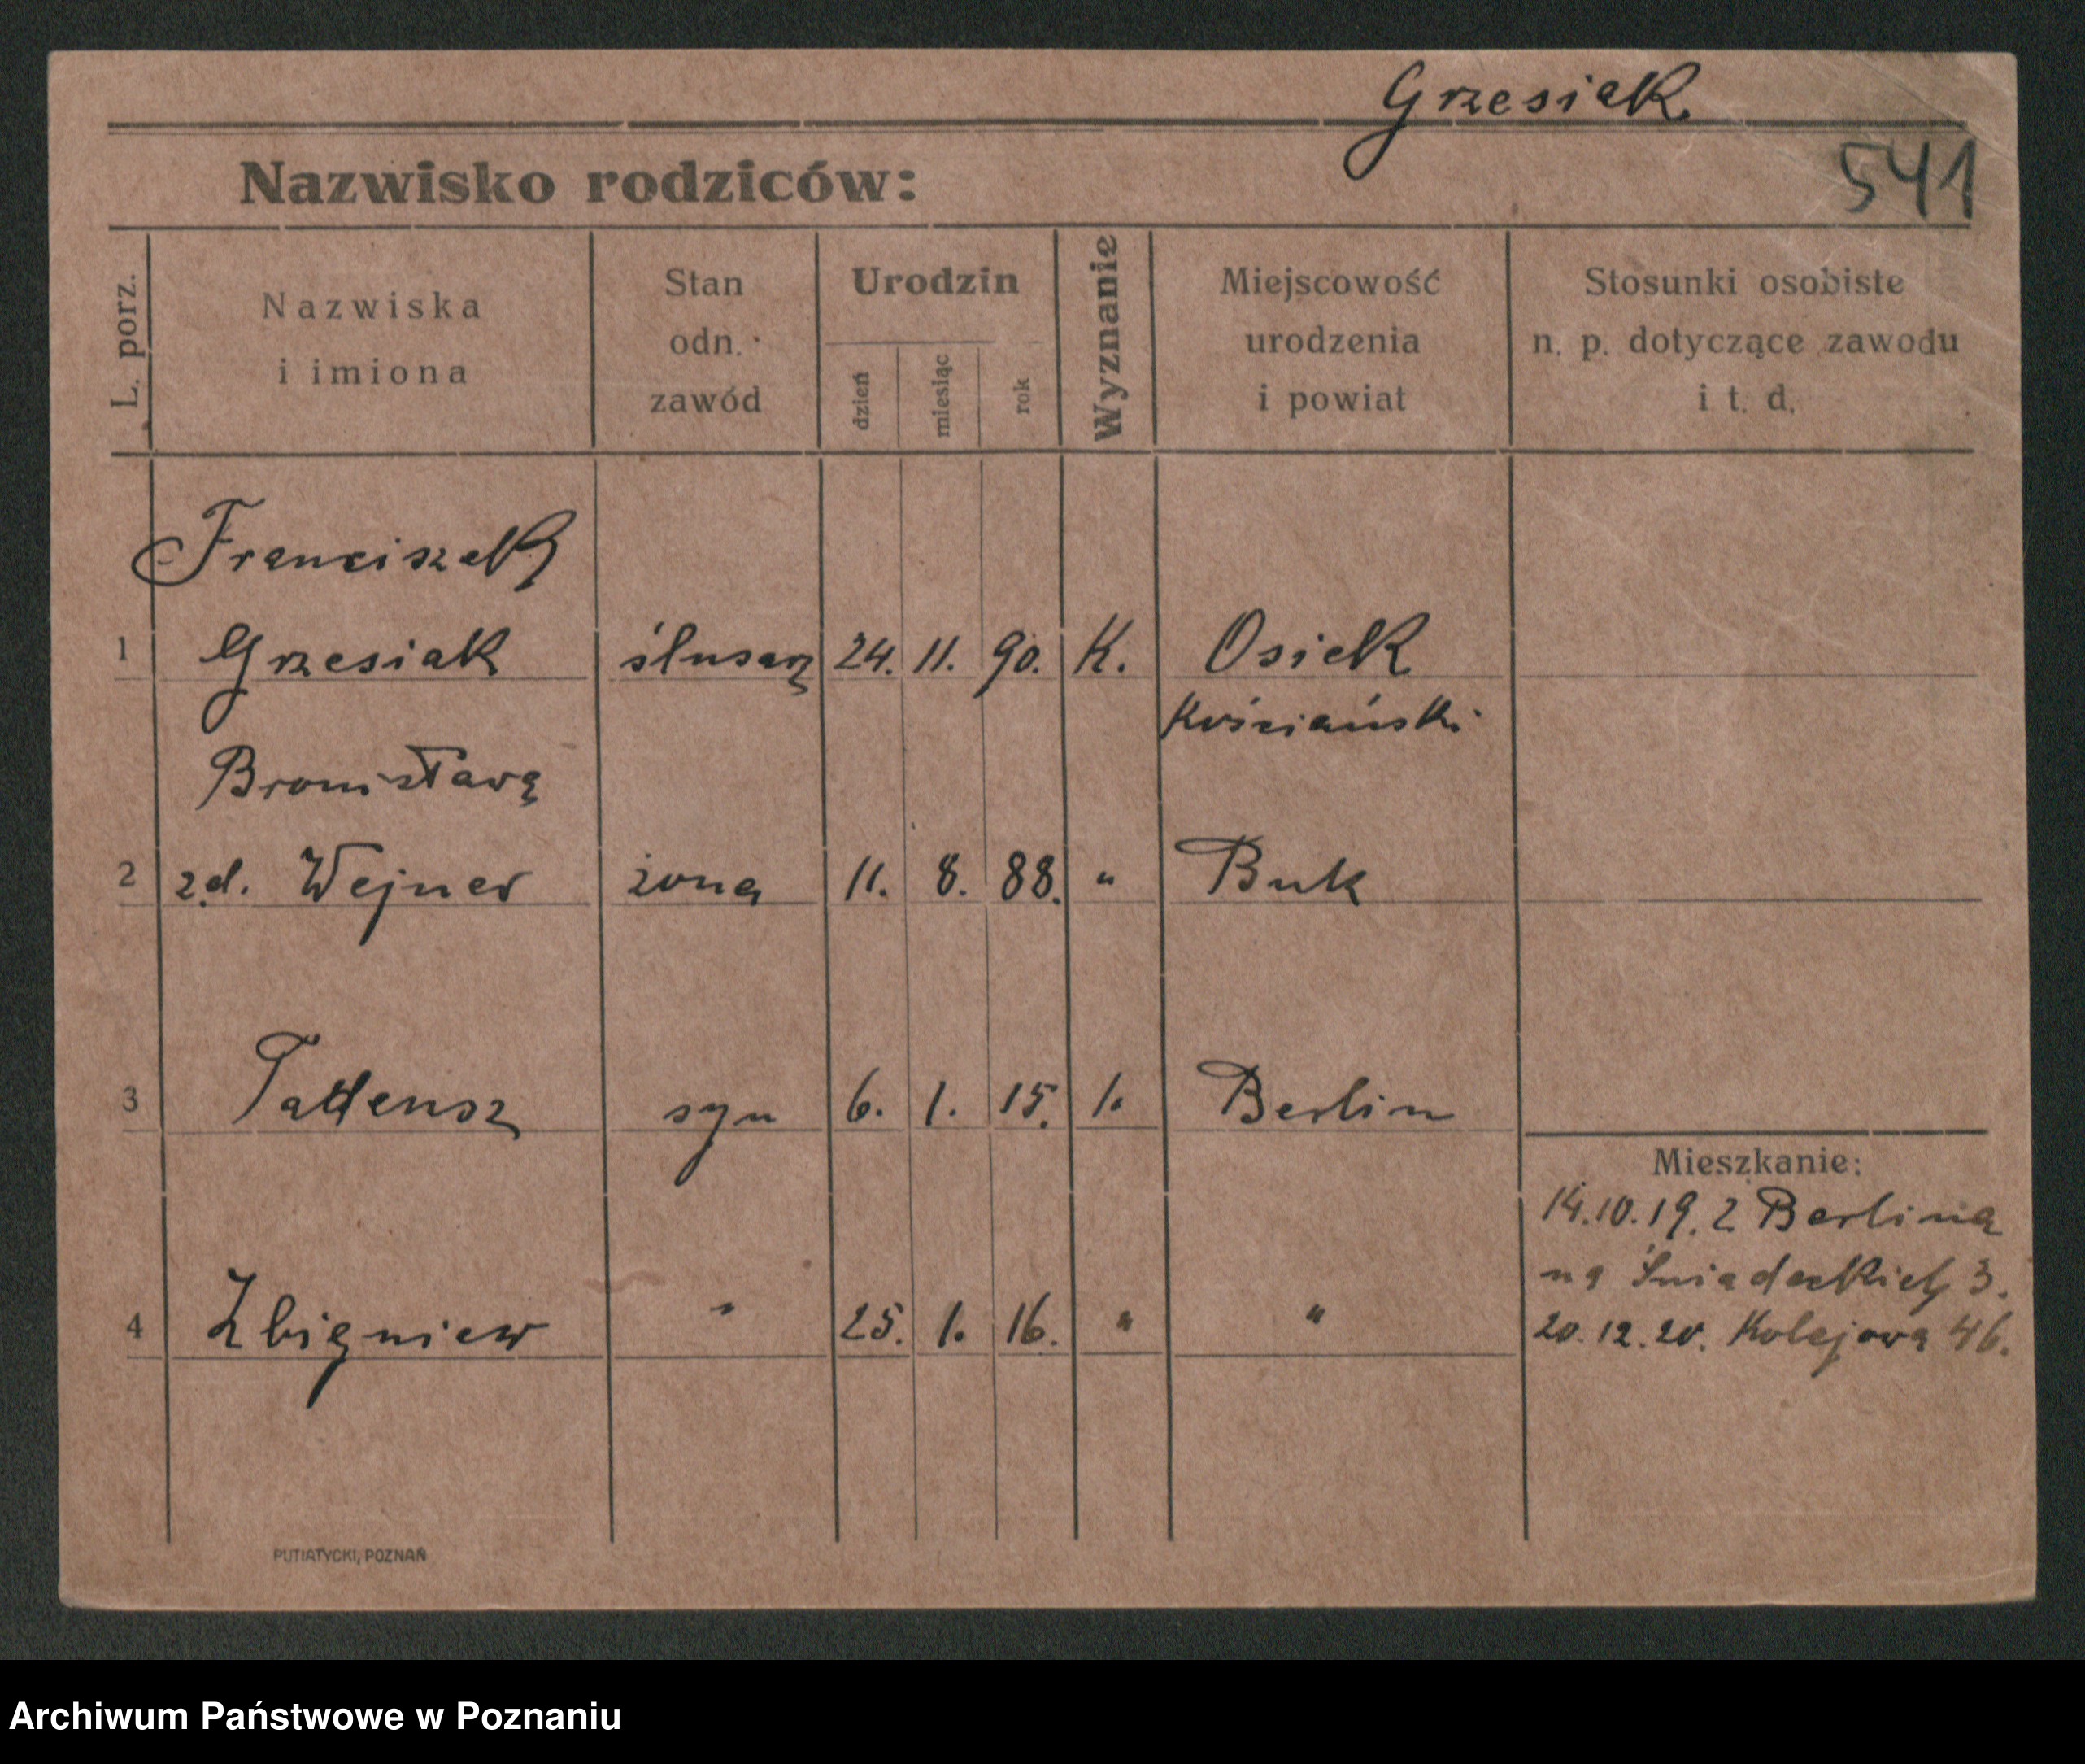 Grzesiak
Nazwisko rodziców:
541
L. porz.
Nazwiska
i imiona
Stan
odn.
zawód
Urodzin
dzień
miesiąc
rok
Wyznanie
Miejscowość
urodzenia
i powiat
Stosunki osobiste
n. p. dotyczące zawodu
i t. d.
Franciszek
1 Grzesiak ślusarz 24. 11. 90. K. Osiek
Kościański
Bronisława
2 z.d. Wejner żona 11. 8. 88. " Buk
3 Tadeusz syn 6. 1. 15. 1. Berlin
Mieszkanie:
14.10.19. z Berlina
na Śniadeckich 3.
4 Zbigniew " 25. 1. 16. " "
20.12.20. Kolejowa 46.
PUTIATYCKI, POZNAŃ
Archiwum Państwowe w Poznaniu